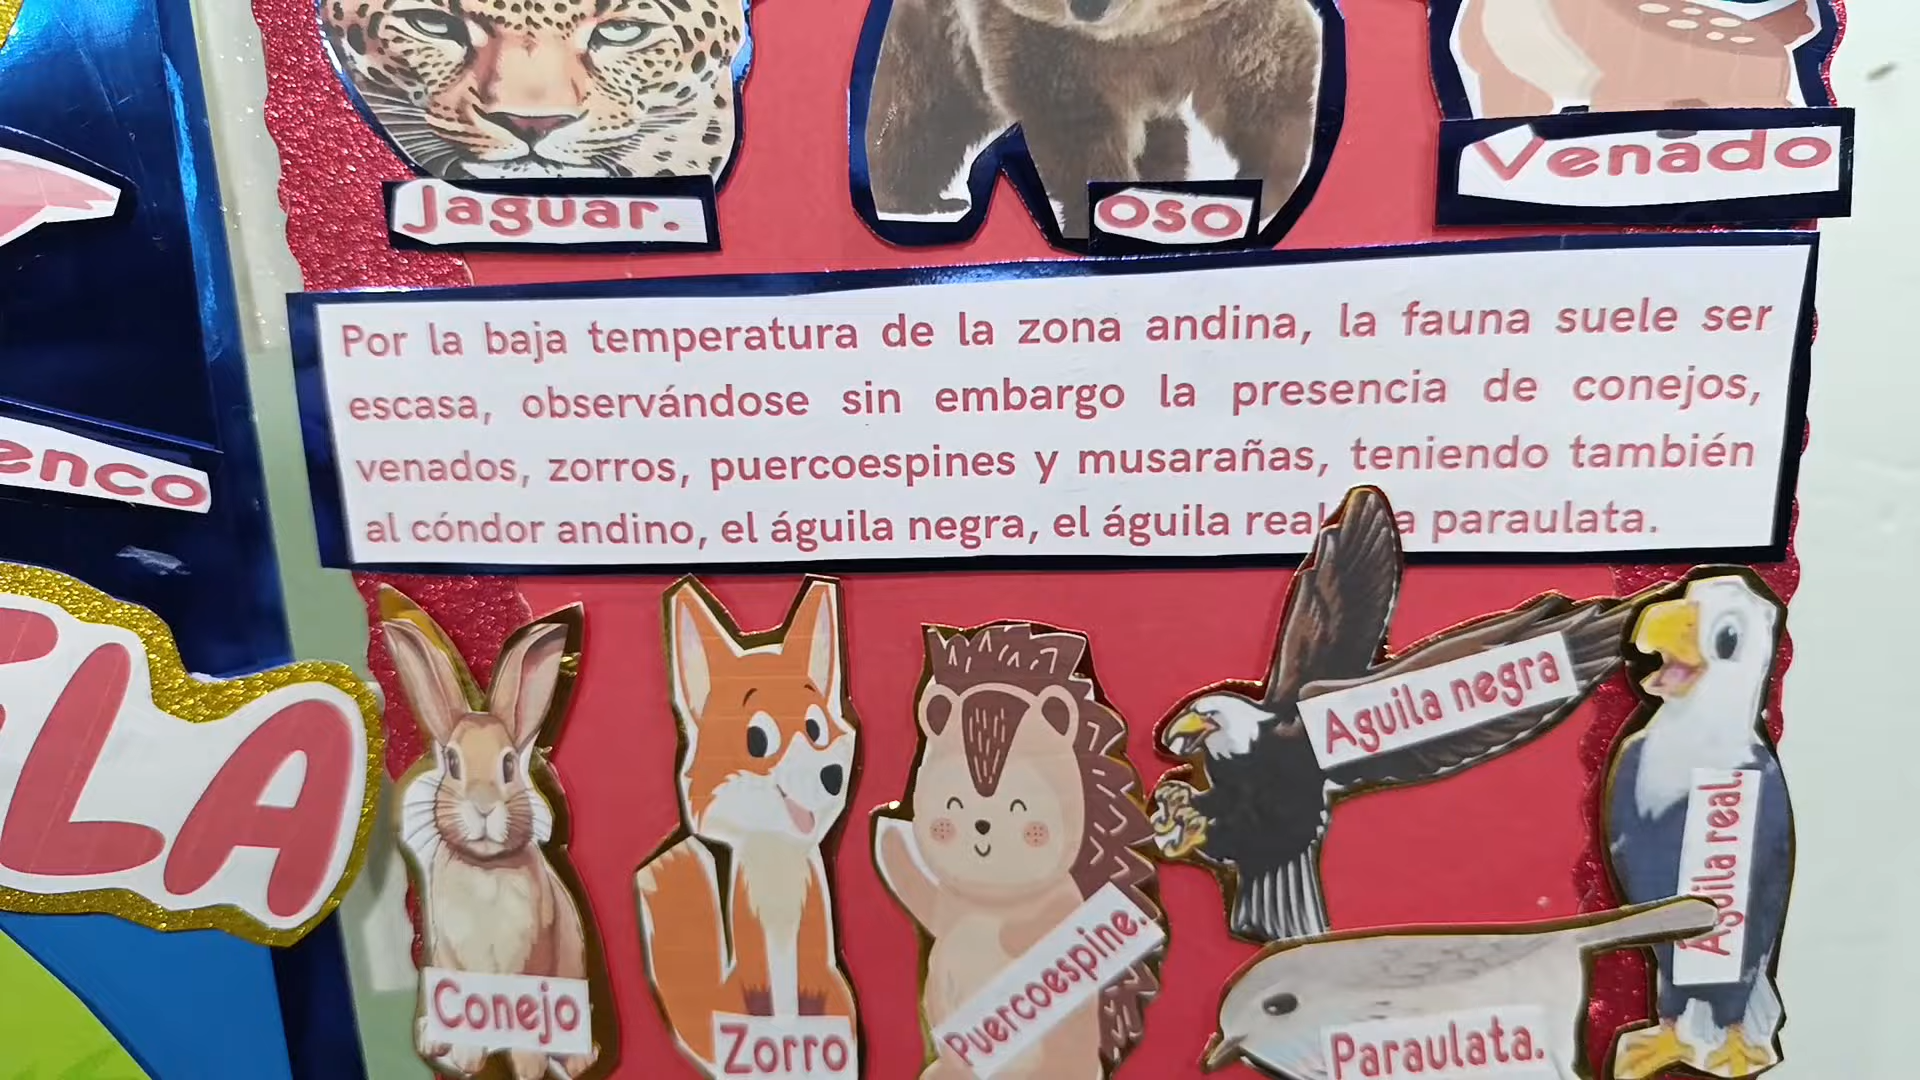 Jaguar.
oso
Venado
Por la baja temperatura de la zona andina, la fauna suele ser
escasa, observándose sin embargo la presencia de conejos,
venados, zorros, puercoespines y musarañas, teniendo también
al cóndor andino, el águila negra, el águila real a paraulata.
enco
LA
Aguila negra
Águila real.
Conejo
Zorro
Puercoespine.
Paraulata.